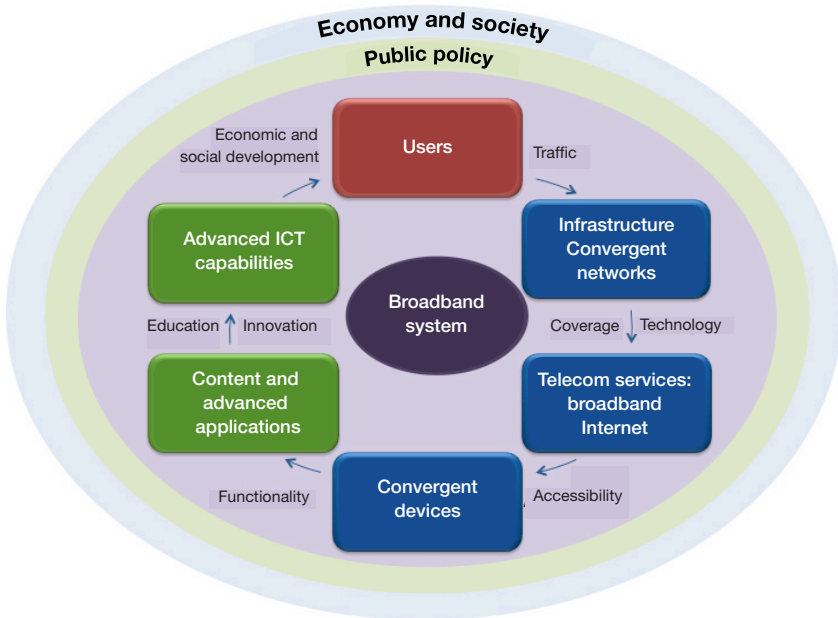 Economy and society
Public policy
Users
Economic and
social development
Traffic
Advanced ICT
capabilities
Infrastructure
Convergent
networks
Broadband
system
Education
Innovation
Coverage
Technology
Content and
advanced
applications
Telecom services:
broadband
Internet
Functionality
Convergent
devices
Accessibility